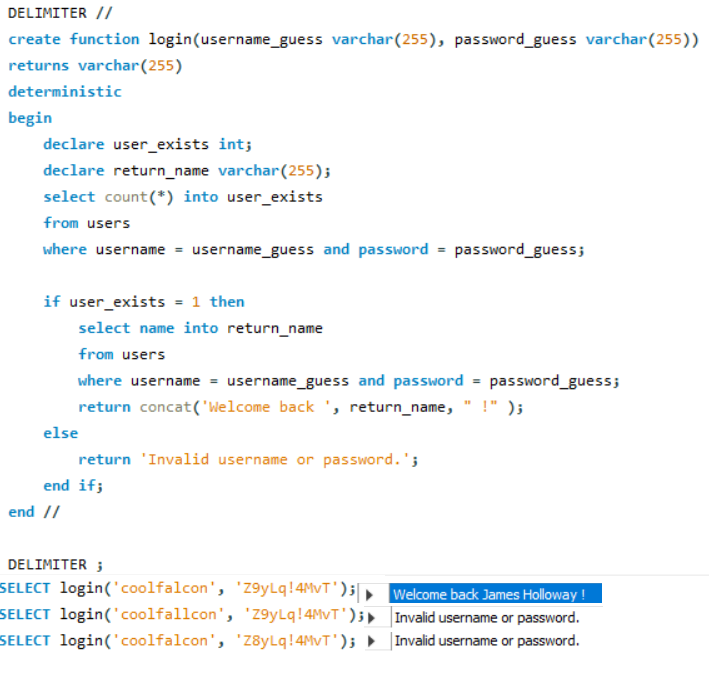 DELIMITER //
create function login(username_guess varchar(255), password_guess varchar(255))
returns varchar(255)
deterministic
begin
    declare user_exists int;
    declare return_name varchar(255);
    select count(*) into user_exists
    from users
    where username = username_guess and password = password_guess;

    if user_exists = 1 then
        select name into return_name
        from users
        where username = username_guess and password = password_guess;
        return concat('Welcome back ', return_name, " !" );
    else
        return 'Invalid username or password.';
    end if;
end //

DELIMITER ;
SELECT login('coolfalcon', 'Z9yLq!4MvT'); Welcome back James Holloway !
SELECT login('coolfallcon', 'Z9yLq!4MvT'); Invalid username or password.
SELECT login('coolfalcon', 'Z8yLq!4MvT'); Invalid username or password.